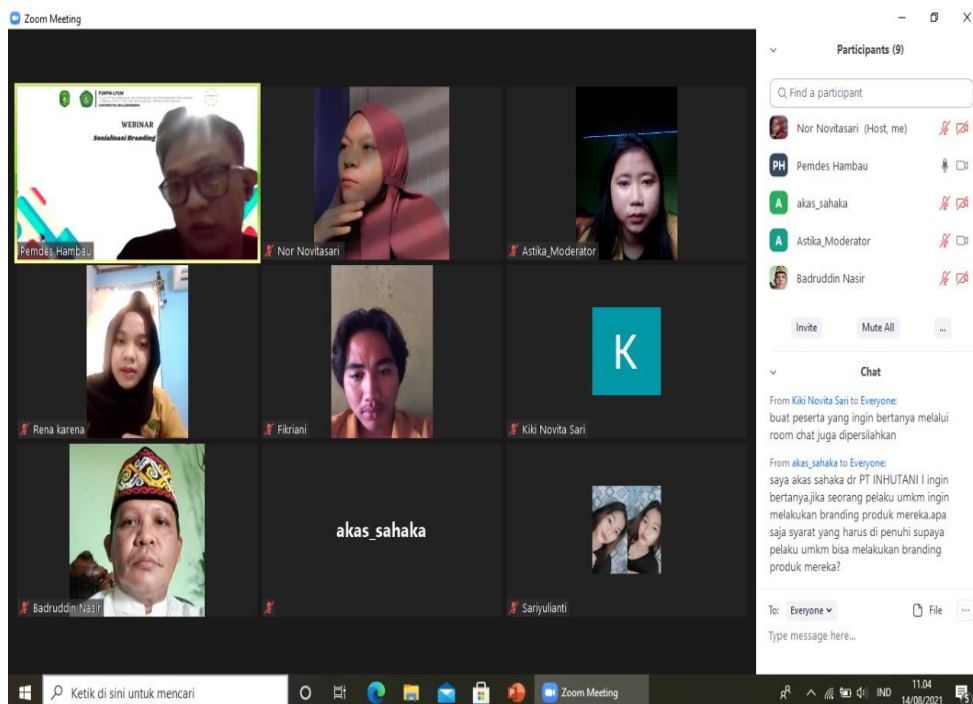 Zoom Meeting
P2KPM-LP2M
UNIVERSITAS MULAWARMAN
WEBINAR
Sosialisasi Branding
Pemdes Hambau
Nor Novitasari
Astika_Moderator
Rena karena
Fikriani
K
Kiki Novita Sari
Badruddin Nasir
akas_sahaka
Sariyulianti
Participants (9)
Find a participant
Nor Novitasari (Host, me)
PH Pemdes Hambau
A akas_sahaka
A Astika_Moderator
Badruddin Nasir
Invite Mute All ...
Chat
From Kiki Novita Sari to Everyone:
buat peserta yang ingin bertanya melalui
room chat juga dipersilahkan
From akas_sahaka to Everyone:
saya akas sahaka dr PT INHUTANI I ingin
bertanya,jika seorang pelaku umkm ingin
melakukan branding produk mereka,apa
saja syarat yang harus di penuhi supaya
pelaku umkm bisa melakukan branding
produk mereka?
To: Everyone File ...
Type message here...
Ketik di sini untuk mencari
Zoom Meeting
IND
11.04
14/08/2021
5